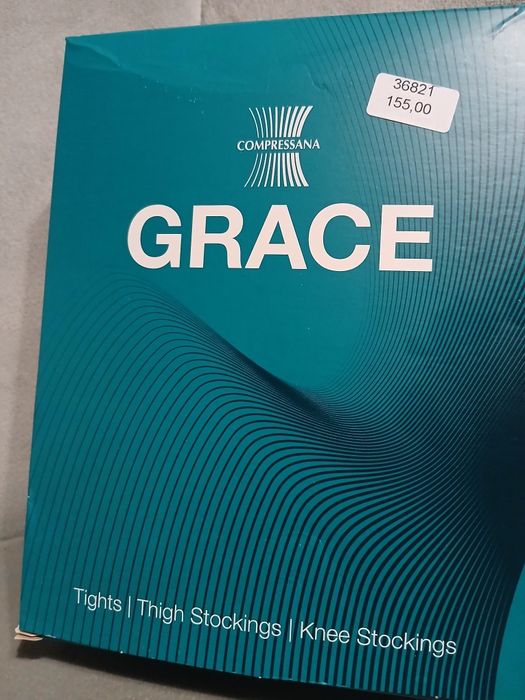 36821
155,00
COMPRESSANA
GRACE
Tights | Thigh Stockings | Knee Stockings